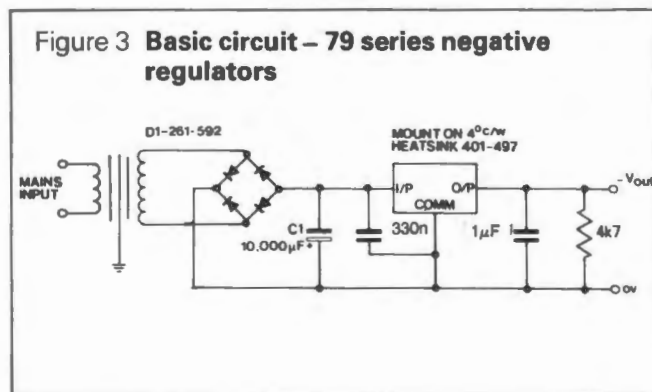 Figure 3 Basic circuit – 79 series negative
regulators
D1-261-592
MOUNT ON 4°C/W
HEATSINK 401-497
MAINS
INPUT
I/P O/P
COMM
- Vout
C1
10,000µF+
330n
1µF
4k7
0V